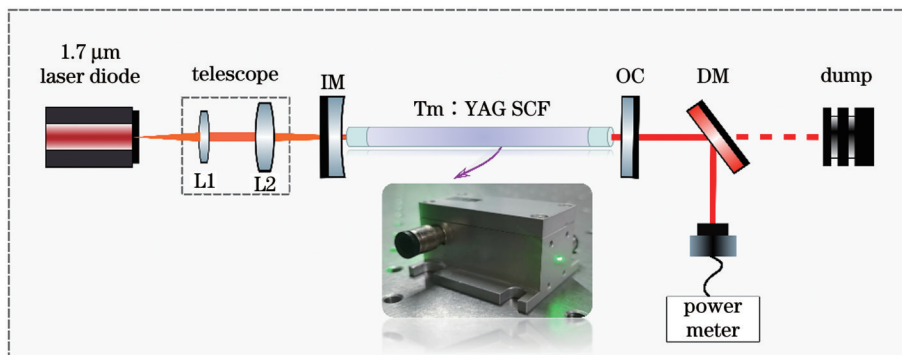 1.7 μm
laser diode
telescope
IM
Tm：YAG SCF
OC
DM
dump
L1
L2
power
meter